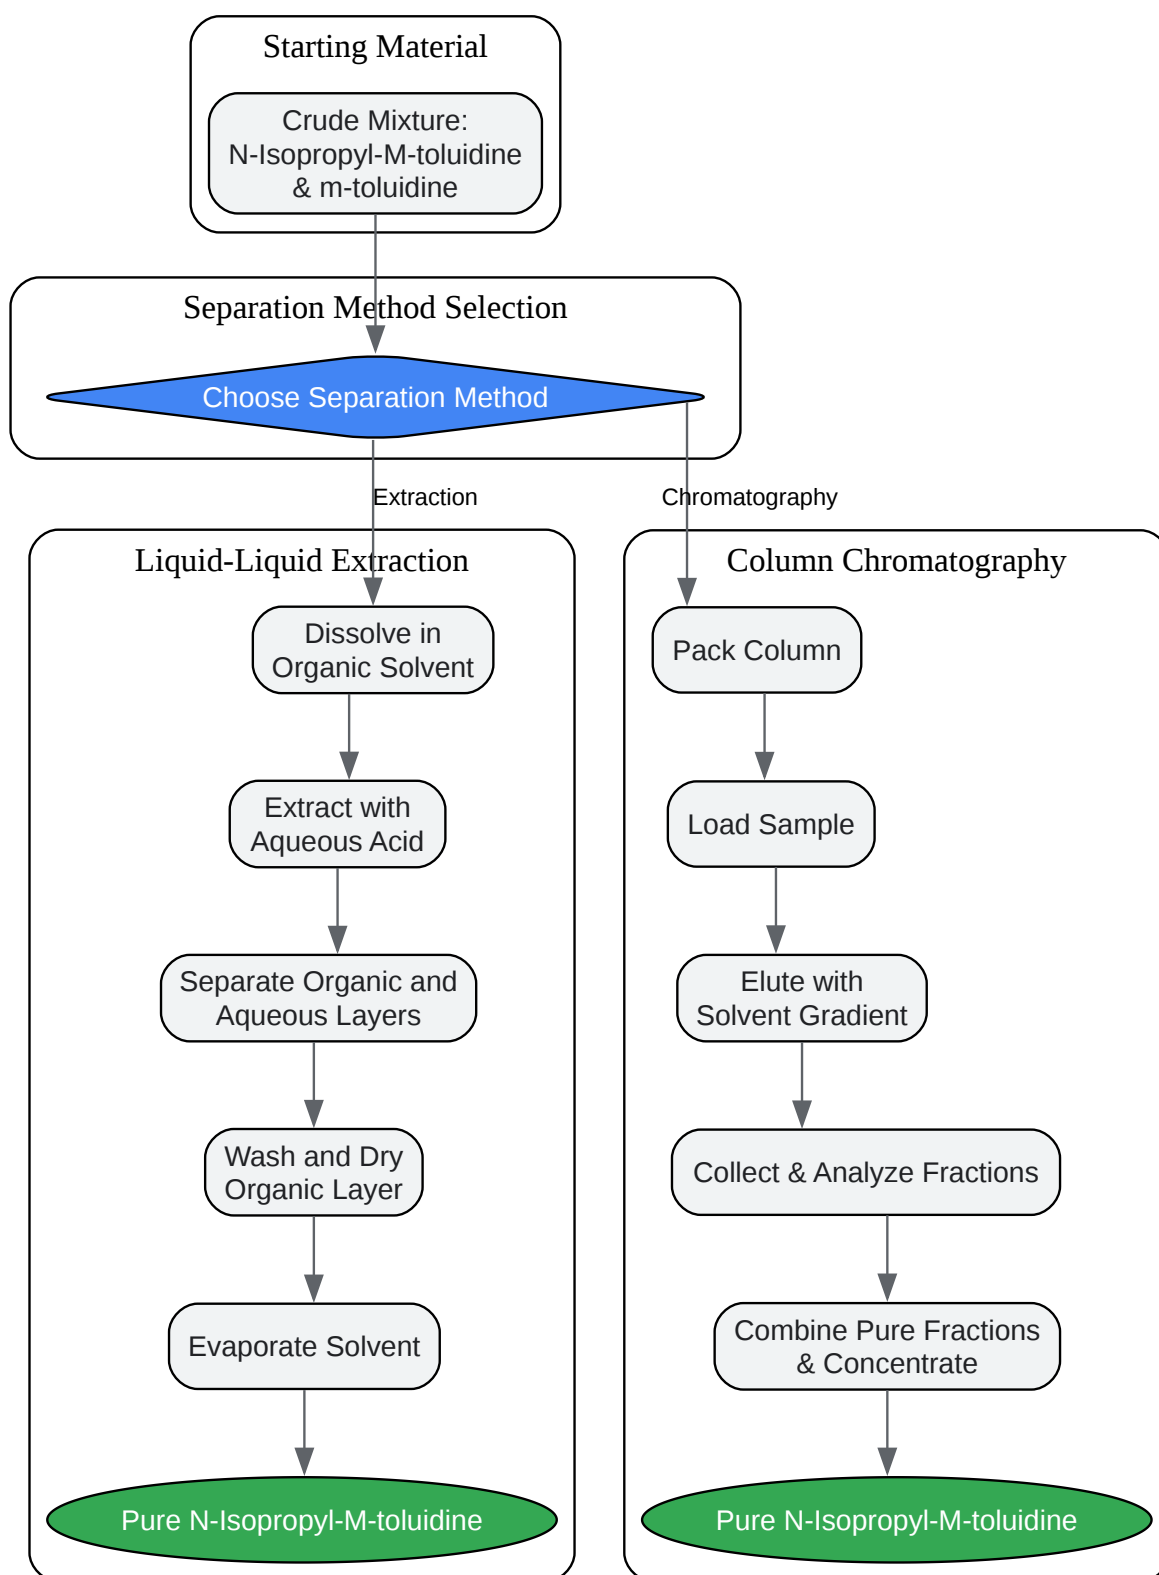 Starting Material
Crude Mixture:
N-Isopropyl-M-toluidine
& m-toluidine
Separation Method Selection
Choose Separation Method
Extraction
Chromatography
Liquid-Liquid Extraction
Dissolve in
Organic Solvent
Extract with
Aqueous Acid
Separate Organic and
Aqueous Layers
Wash and Dry
Organic Layer
Evaporate Solvent
Pure N-Isopropyl-M-toluidine
Column Chromatography
Pack Column
Load Sample
Elute with
Solvent Gradient
Collect & Analyze Fractions
Combine Pure Fractions
& Concentrate
Pure N-Isopropyl-M-toluidine